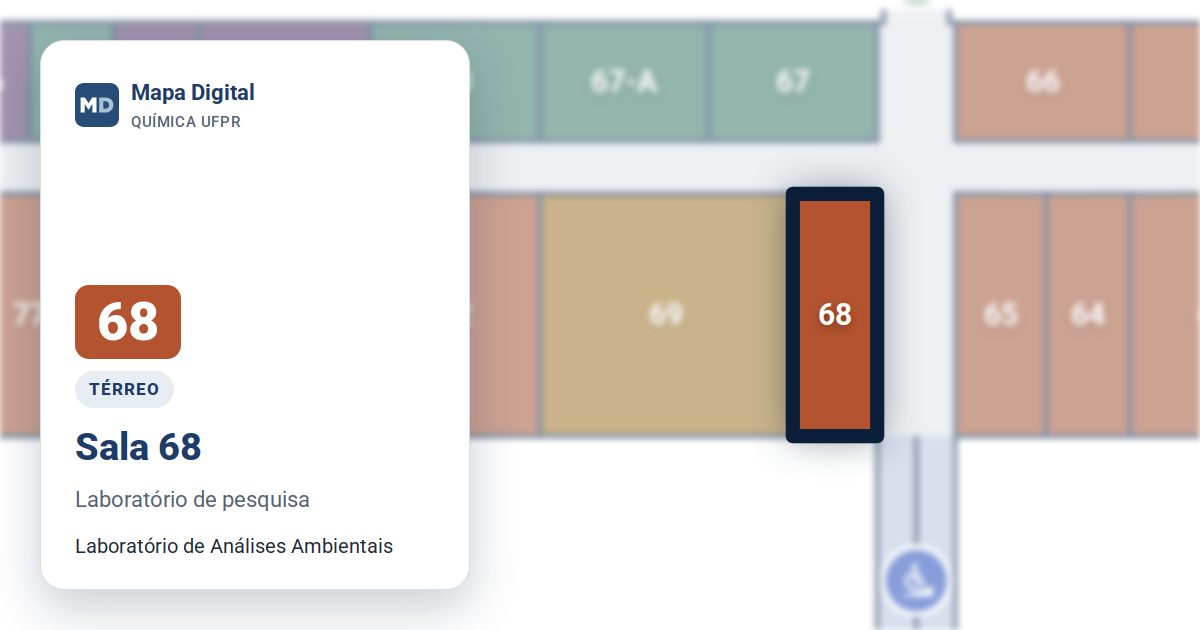 MD
Mapa Digital
QUÍMICA UFPR
68
TÉRREO
Sala 68
Laboratório de pesquisa
Laboratório de Análises Ambientais
67-A
67
66
69
68
65
64